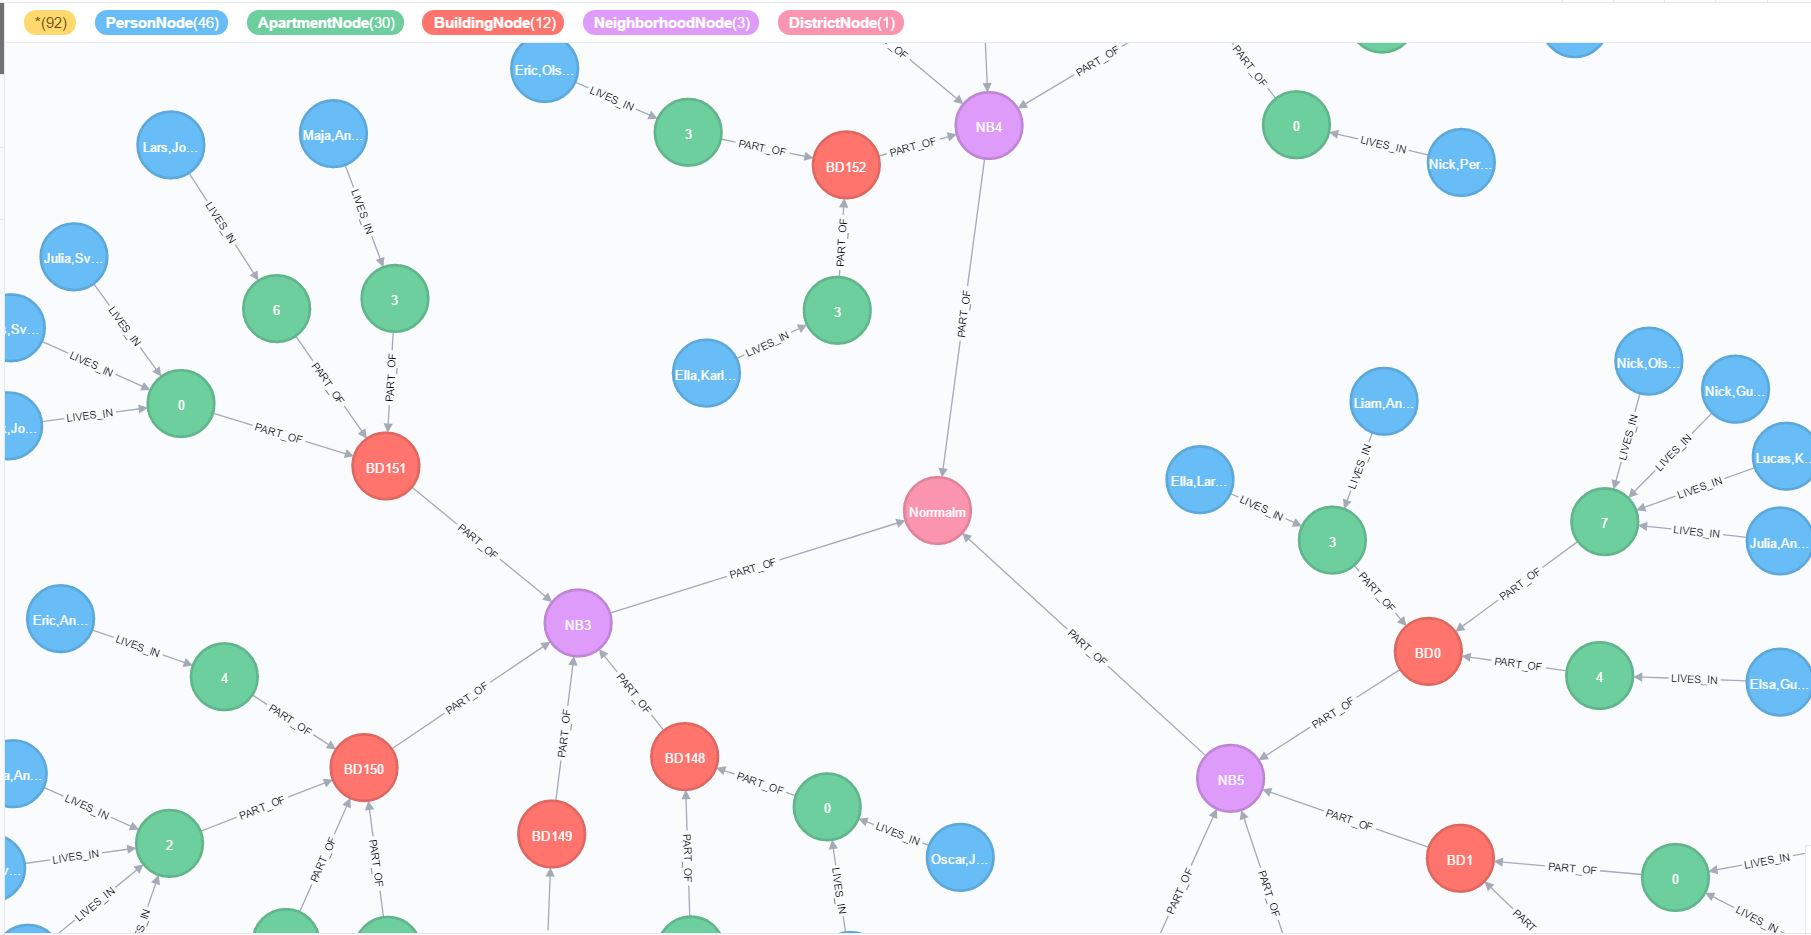 *(92) PersonNode(46) ApartmentNode(30) BuildingNode(12) NeighborhoodNode(3) DistrictNode(1)
Eric,Ols...
LIVES_IN
3
PART_OF
BD152
PART_OF
NB4
PART_OF
PART_OF
0
LIVES_IN
Nick,Per...
Lars,Jo...
LIVES_IN
Maja,An...
LIVES_IN
Julia,Sv...
LIVES_IN
6
PART_OF
3
PART_OF
PART_OF
3
LIVES_IN
Ella,Karl...
PART_OF
LIVES_IN
LIVES_IN
0
PART_OF
BD151
PART_OF
Norrmalm
PART_OF
NB3
PART_OF
Liam,An...
LIVES_IN
Ella,Lar...
LIVES_IN
3
PART_OF
Nick,Ols...
LIVES_IN
Nick,Gu...
LIVES_IN
Lucas,K...
LIVES_IN
7
Julia,An...
LIVES_IN
PART_OF
BD0
PART_OF
4
LIVES_IN
Elsa,Gu...
PART_OF
NB5
PART_OF
BD1
PART_OF
0
LIVES_IN
LIVES_IN
PART
PART_OF
PART_OF
Eric,An...
LIVES_IN
4
PART_OF
BD150
PART_OF
LIVES_IN
2
PART_OF
LIVES_IN
LIVES_IN
PART_OF
PART_OF
PART_OF
BD149
PART_OF
BD148
PART_OF
0
LIVES_IN
Oscar,J...
LIVES_IN
PART_OF